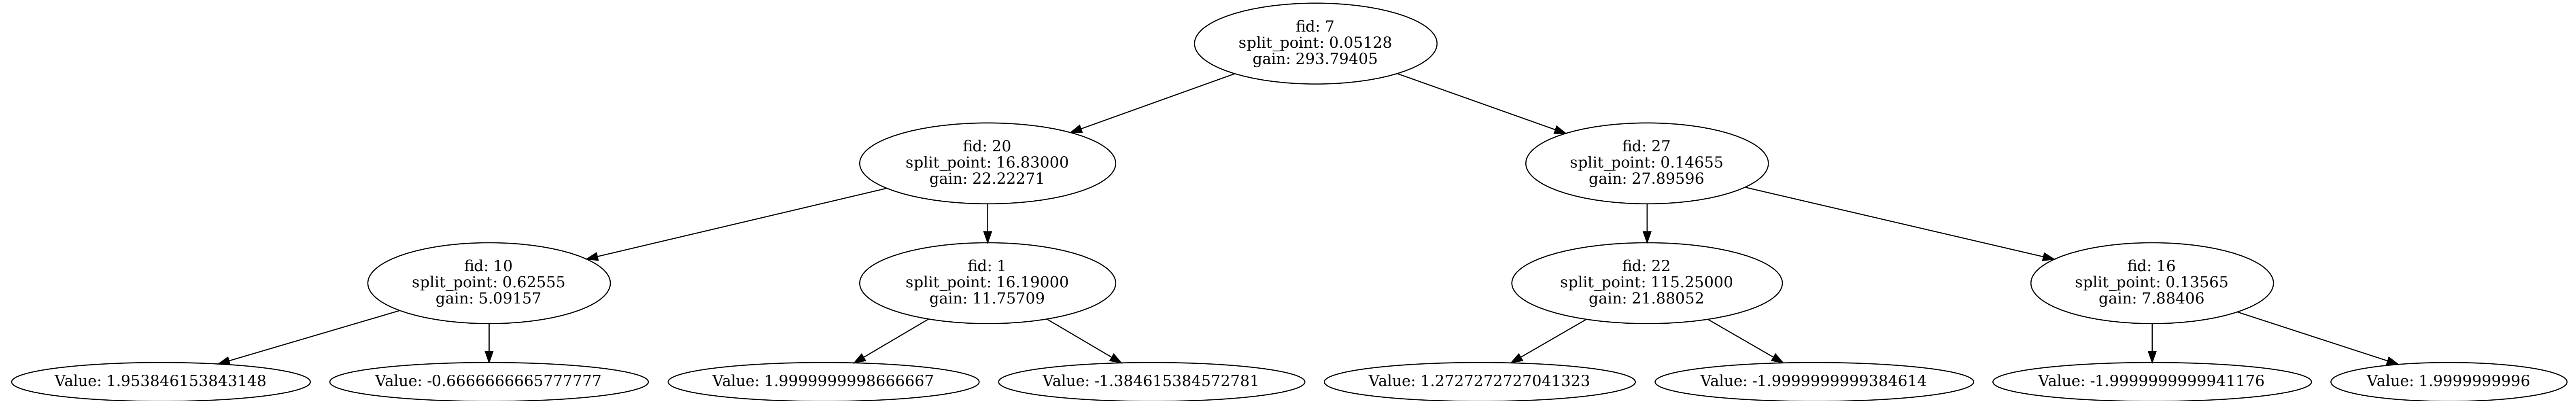 fid: 7
split_point: 0.05128
gain: 293.79405
fid: 20
split_point: 16.83000
gain: 22.22271
fid: 27
split_point: 0.14655
gain: 27.89596
fid: 10
split_point: 0.62555
gain: 5.09157
fid: 1
split_point: 16.19000
gain: 11.75709
fid: 22
split_point: 115.25000
gain: 21.88052
fid: 16
split_point: 0.13565
gain: 7.88406
Value: 1.953846153843148
Value: -0.6666666665777777
Value: 1.9999999998666667
Value: -1.384615384572781
Value: 1.2727272727041323
Value: -1.9999999999384614
Value: -1.9999999999941176
Value: 1.9999999996